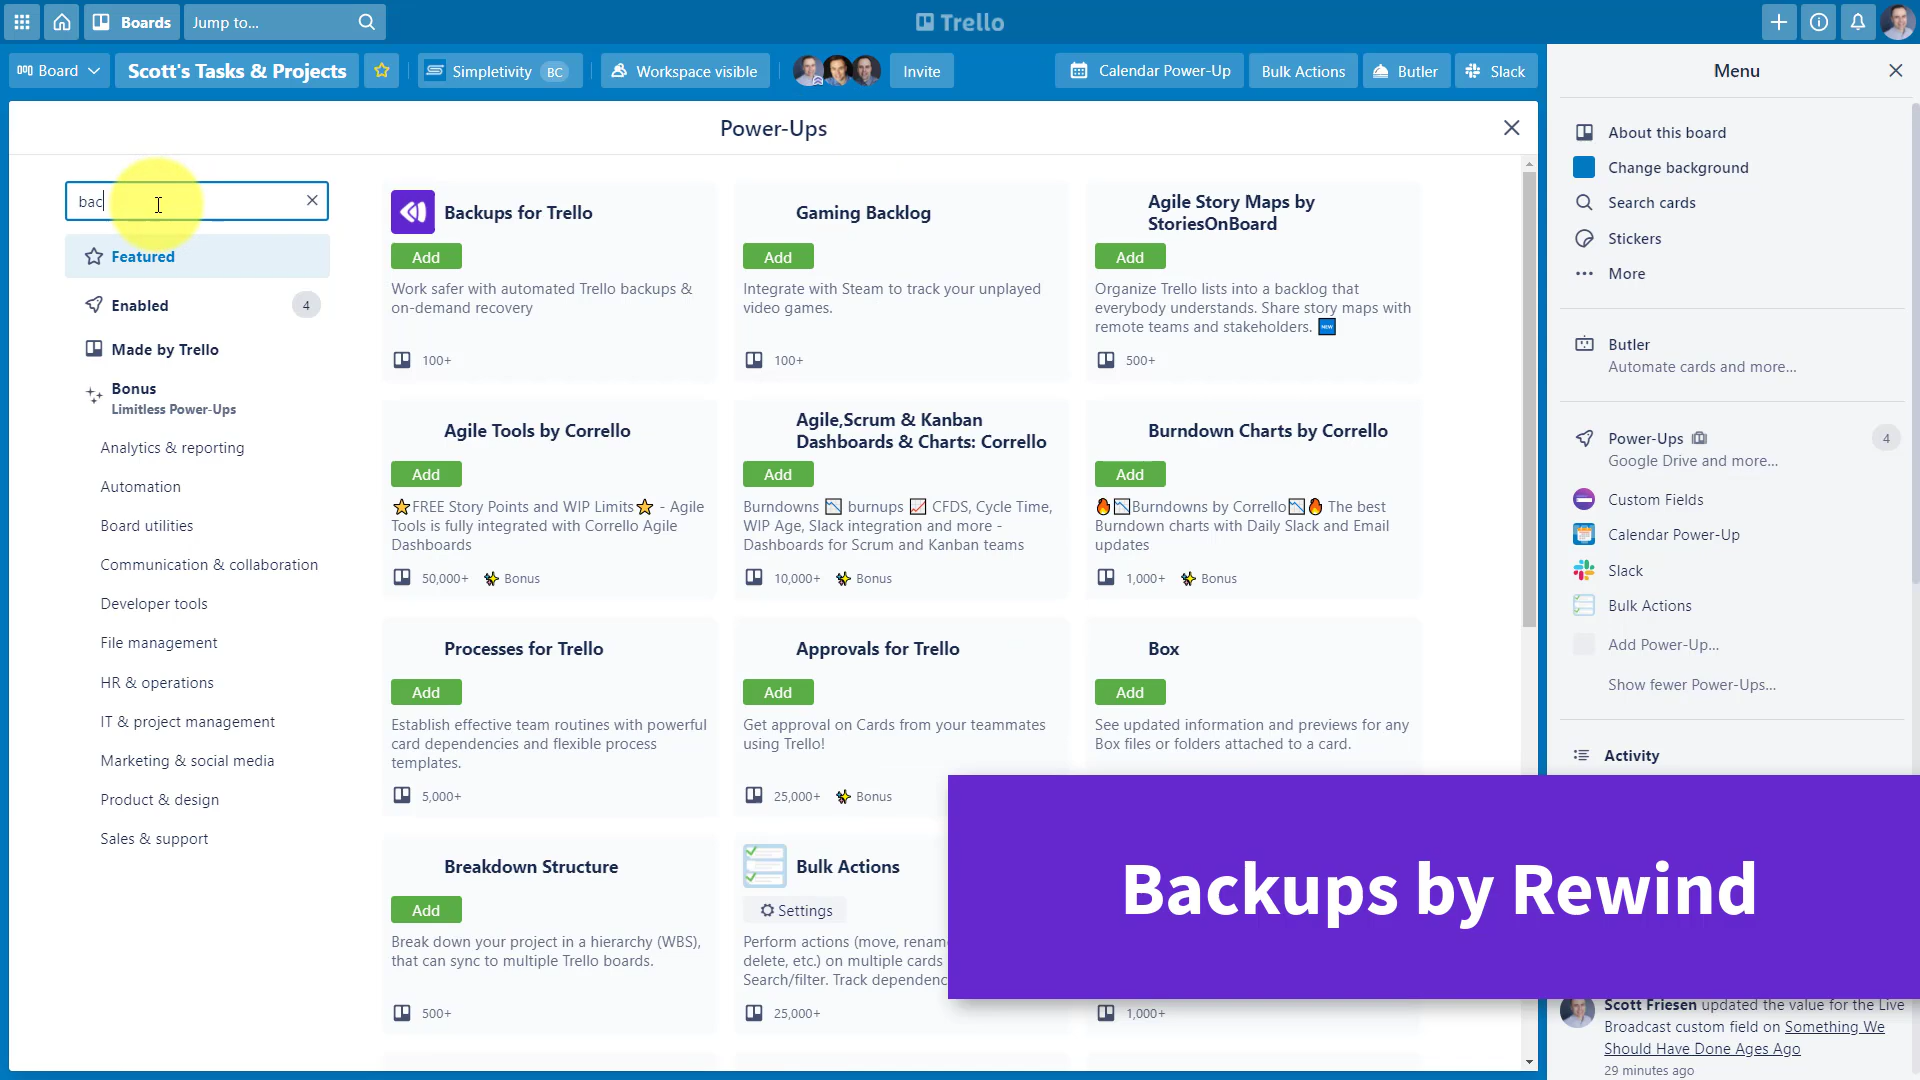 Boards
Jump to...
Trello
Board
Scott's Tasks & Projects
Simpletivity BC
Workspace visible
Invite
Calendar Power-Up
Bulk Actions
Butler
Slack
Menu
Power-Ups
bac
Featured
Enabled 4
Made by Trello
Bonus
Limitless Power-Ups
Analytics & reporting
Automation
Board utilities
Communication & collaboration
Developer tools
File management
HR & operations
IT & project management
Marketing & social media
Product & design
Sales & support
Backups for Trello
Add
Work safer with automated Trello backups &
on-demand recovery
100+
Gaming Backlog
Add
Integrate with Steam to track your unplayed
video games.
100+
Agile Story Maps by
StoriesOnBoard
Add
Organize Trello lists into a backlog that
everybody understands. Share story maps with
remote teams and stakeholders. NEW
500+
Agile Tools by Corrello
Add
⭐FREE Story Points and WIP Limits⭐ - Agile
Tools is fully integrated with Corrello Agile
Dashboards
50,000+ Bonus
Agile,Scrum & Kanban
Dashboards & Charts: Corrello
Add
Burndowns 📉 burnups 📈 CFDS, Cycle Time,
WIP Age, Slack integration and more -
Dashboards for Scrum and Kanban teams
10,000+ Bonus
Burndown Charts by Corrello
Add
🔥📉Burndowns by Corrello📉🔥 The best
Burndown charts with Daily Slack and Email
updates
1,000+ Bonus
Processes for Trello
Add
Establish effective team routines with powerful
card dependencies and flexible process
templates.
5,000+
Approvals for Trello
Add
Get approval on Cards from your teammates
using Trello!
25,000+ Bonus
Box
Add
See updated information and previews for any
Box files or folders attached to a card.
Breakdown Structure
Add
Break down your project in a hierarchy (WBS),
that can sync to multiple Trello boards.
500+
Bulk Actions
Settings
Perform actions (move, rename
delete, etc.) on multiple cards
Search/filter. Track dependenc
25,000+
1,000+
About this board
Change background
Search cards
Stickers
More
Butler
Automate cards and more...
Power-Ups 4
Google Drive and more...
Custom Fields
Calendar Power-Up
Slack
Bulk Actions
Add Power-Up...
Show fewer Power-Ups...
Activity
Backups by Rewind
Scott Friesen updated the value for the Live
Broadcast custom field on Something We
Should Have Done Ages Ago
29 minutes ago